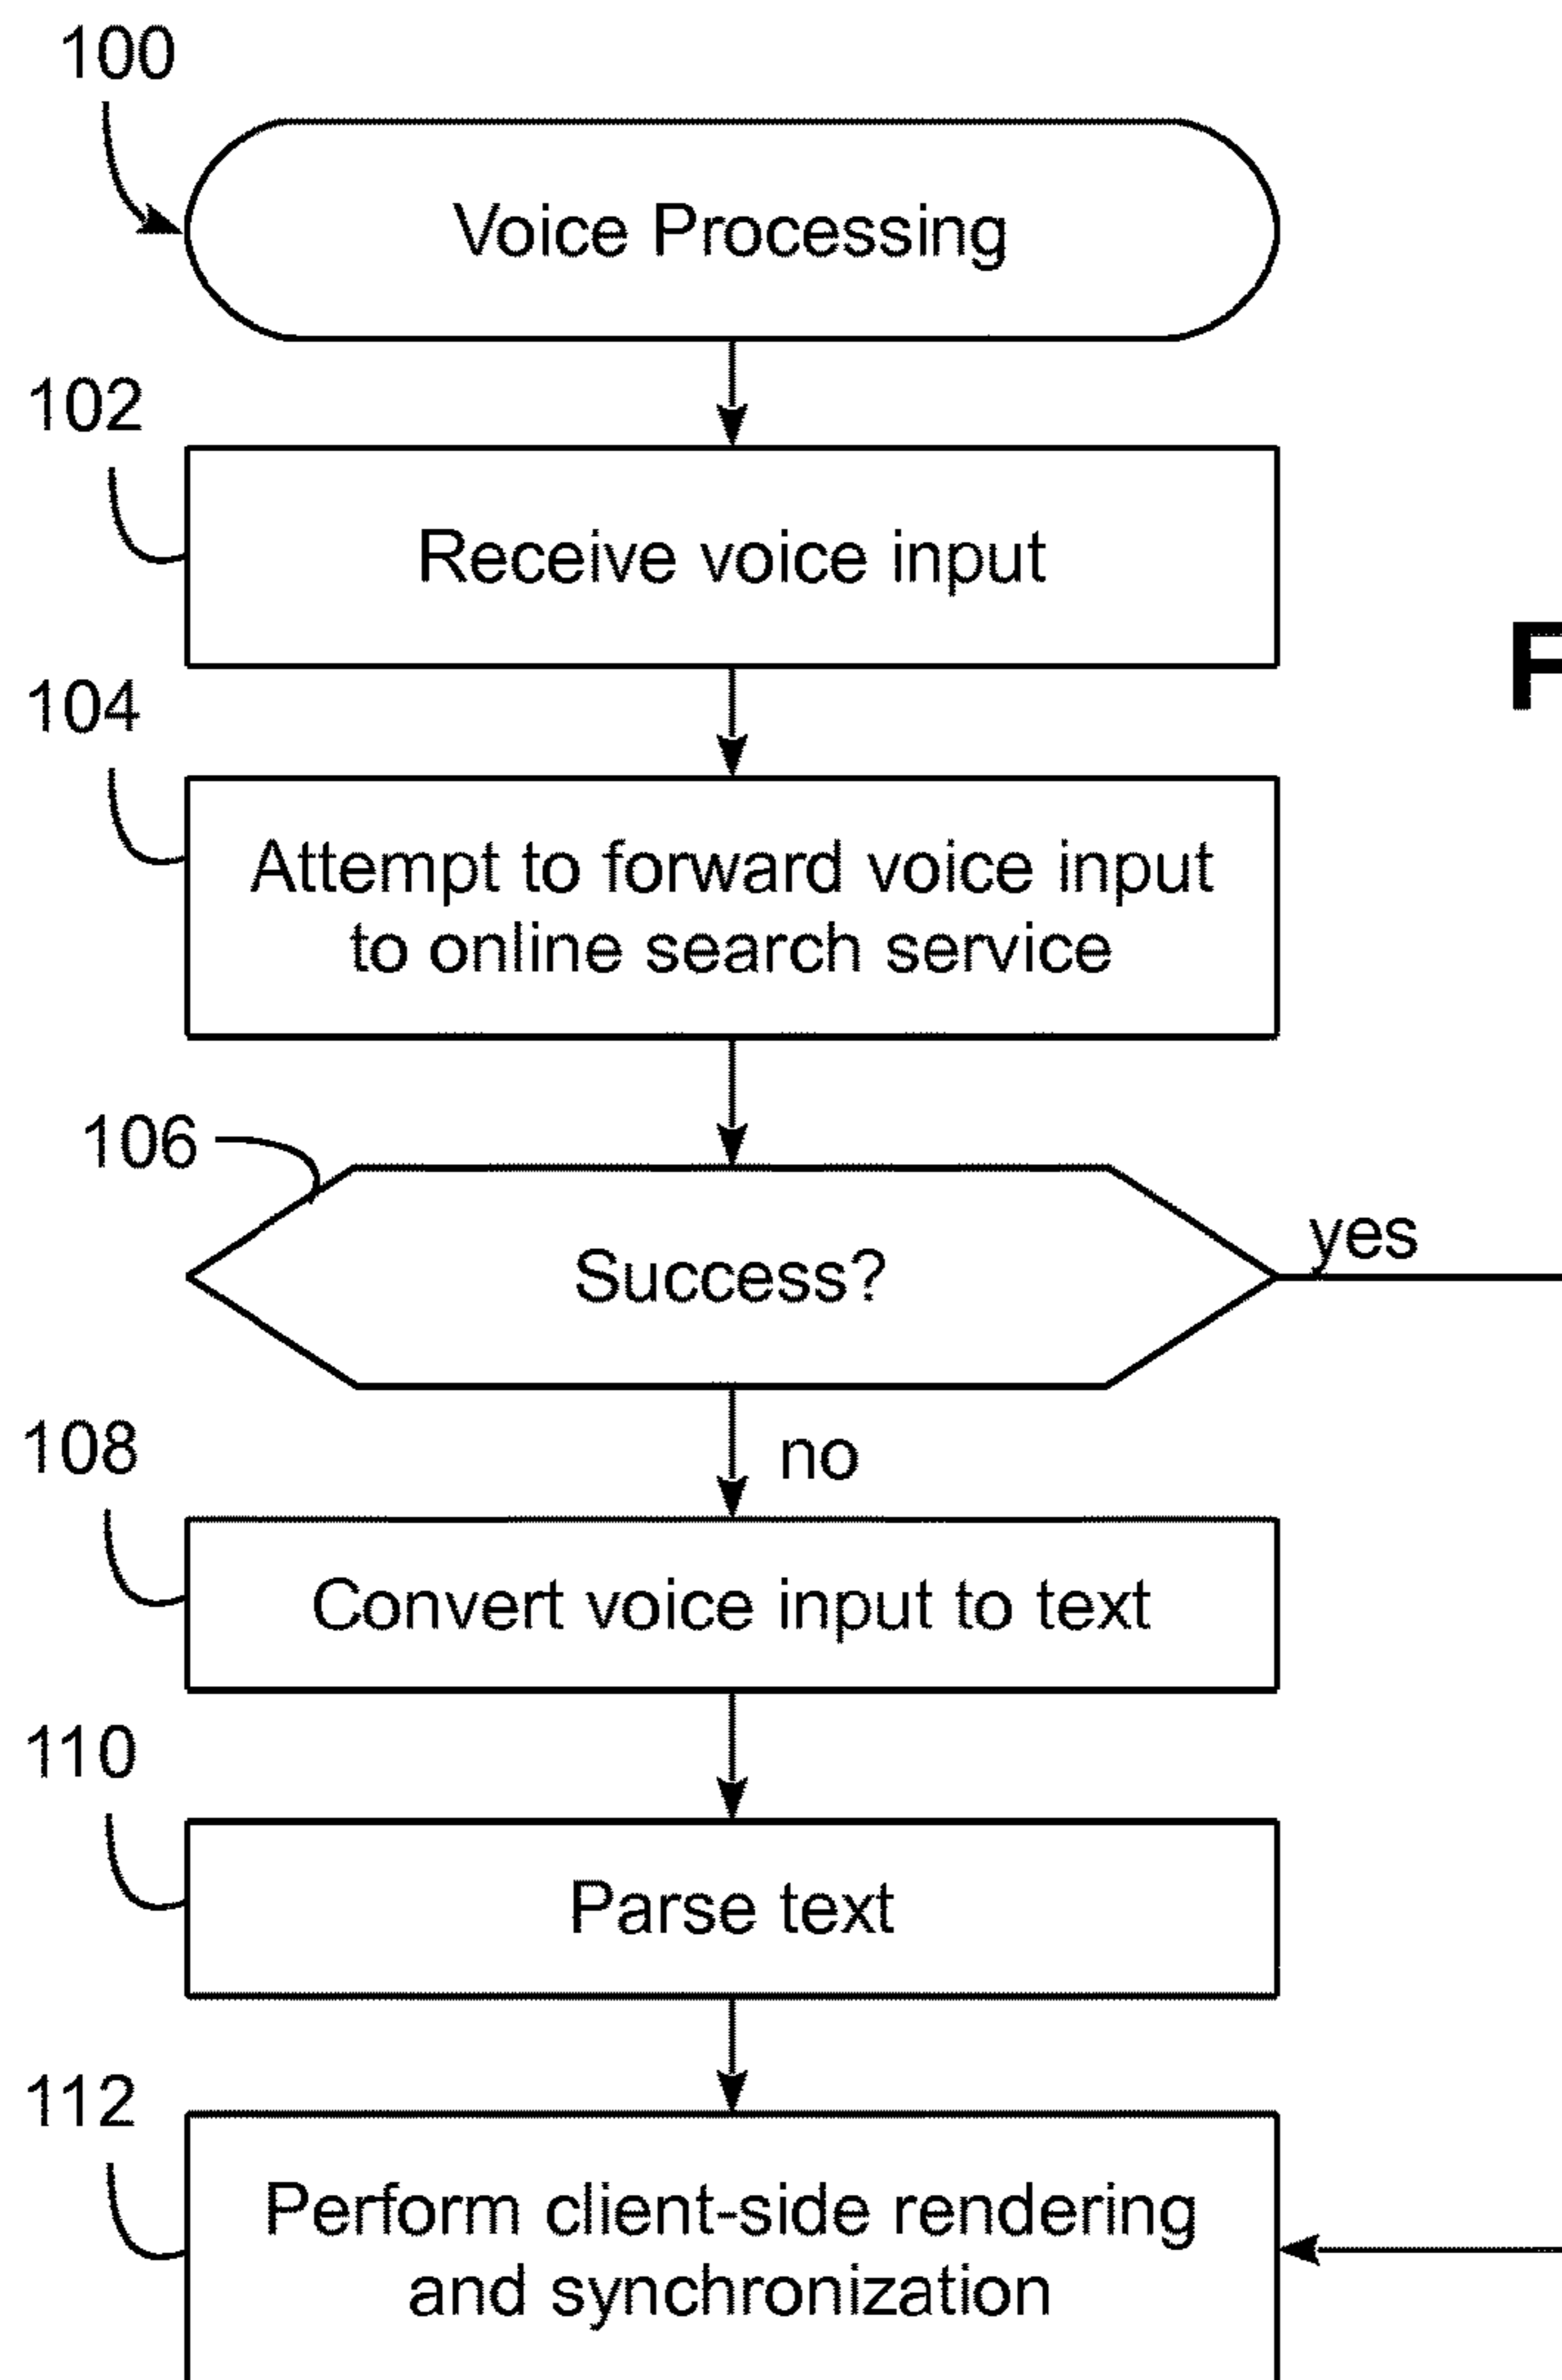 100
Voice Processing
102
Receive voice input
F
104
Attempt to forward voice input
to online search service
106
Success?
yes
no
108
Convert voice input to text
110
Parse text
112
Perform client-side rendering
and synchronization